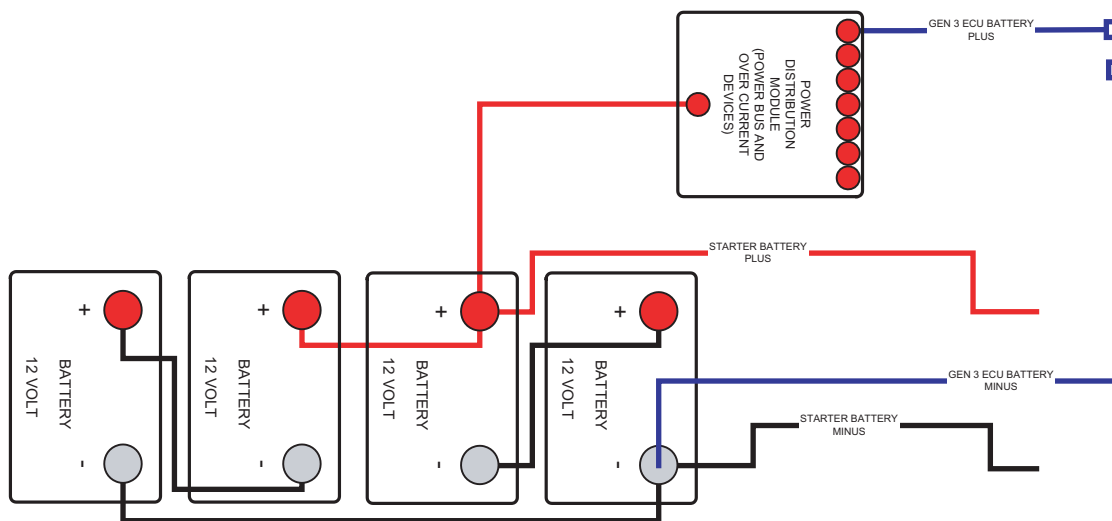 GEN 3 ECU BATTERY
PLUS
POWER
DISTRIBUTION
MODULE
(POWER BUS AND
OVER CURRENT
DEVICES)
STARTER BATTERY
PLUS
+
BATTERY
12 VOLT
-
+
BATTERY
12 VOLT
-
+
BATTERY
12 VOLT
-
+
BATTERY
12 VOLT
-
GEN 3 ECU BATTERY
MINUS
STARTER BATTERY
MINUS